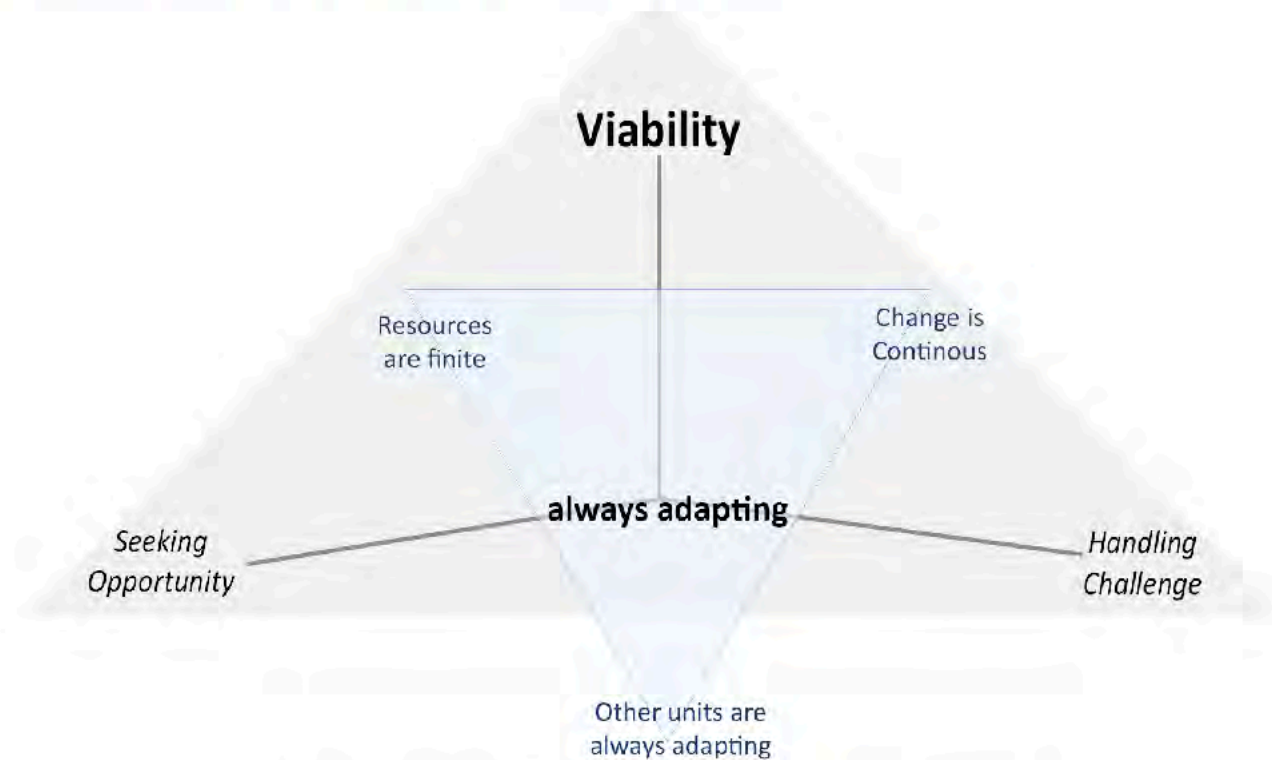 Viability
Resources
are finite
Change is
Continous
always adapting
Seeking
Opportunity
Handling
Challenge
Other units are
always adapting